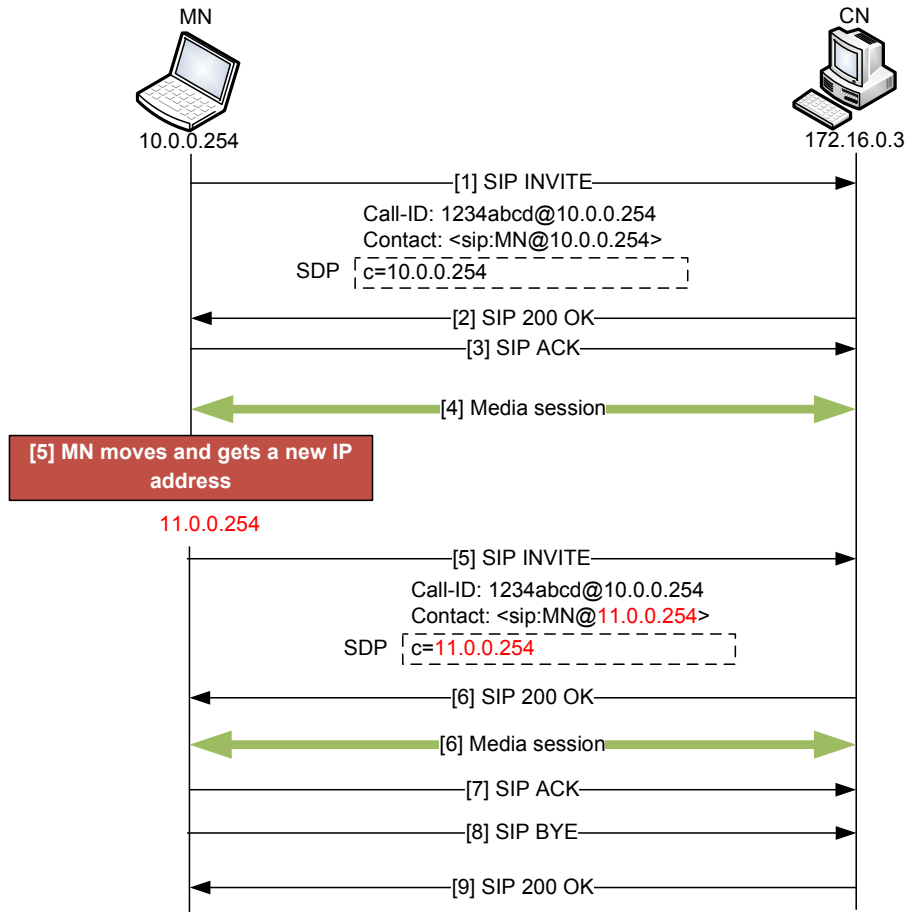 MN
CN
10.0.0.254
172.16.0.3
[1] SIP INVITE
Call-ID: 1234abcd@10.0.0.254
Contact: <sip:MN@10.0.0.254>
SDP
c=10.0.0.254
[2] SIP 200 OK
[3] SIP ACK
[4] Media session
[5] MN moves and gets a new IP
address
11.0.0.254
[5] SIP INVITE
Call-ID: 1234abcd@10.0.0.254
Contact: <sip:MN@11.0.0.254>
SDP
c=11.0.0.254
[6] SIP 200 OK
[6] Media session
[7] SIP ACK
[8] SIP BYE
[9] SIP 200 OK